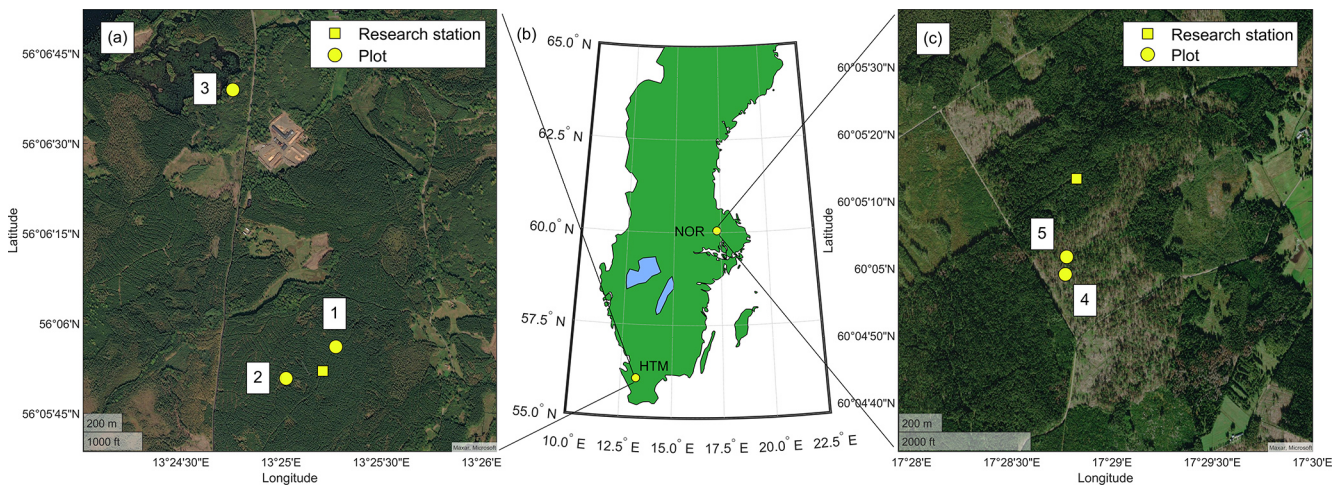 (a)
Research station
Plot
3
1
2
56°06'45"N
56°06'30"N
56°06'15"N
56°06'N
56°05'45"N
Latitude
200 m
1000 ft
Maxar, Microsoft
13°24'30"E
13°25'E
13°25'30"E
13°26'E
Longitude
(b)
65.0° N
62.5° N
60.0° N
57.5° N
55.0° N
NOR
HTM
10.0° E
12.5° E
15.0° E
17.5° E
20.0° E
22.5° E
(c)
Research station
Plot
5
4
60°05'30"N
60°05'20"N
60°05'10"N
60°05'N
60°04'50"N
60°04'40"N
Latitude
200 m
2000 ft
Maxar, Microsoft
17°28'E
17°28'30"E
17°29'E
17°29'30"E
17°30'E
Longitude